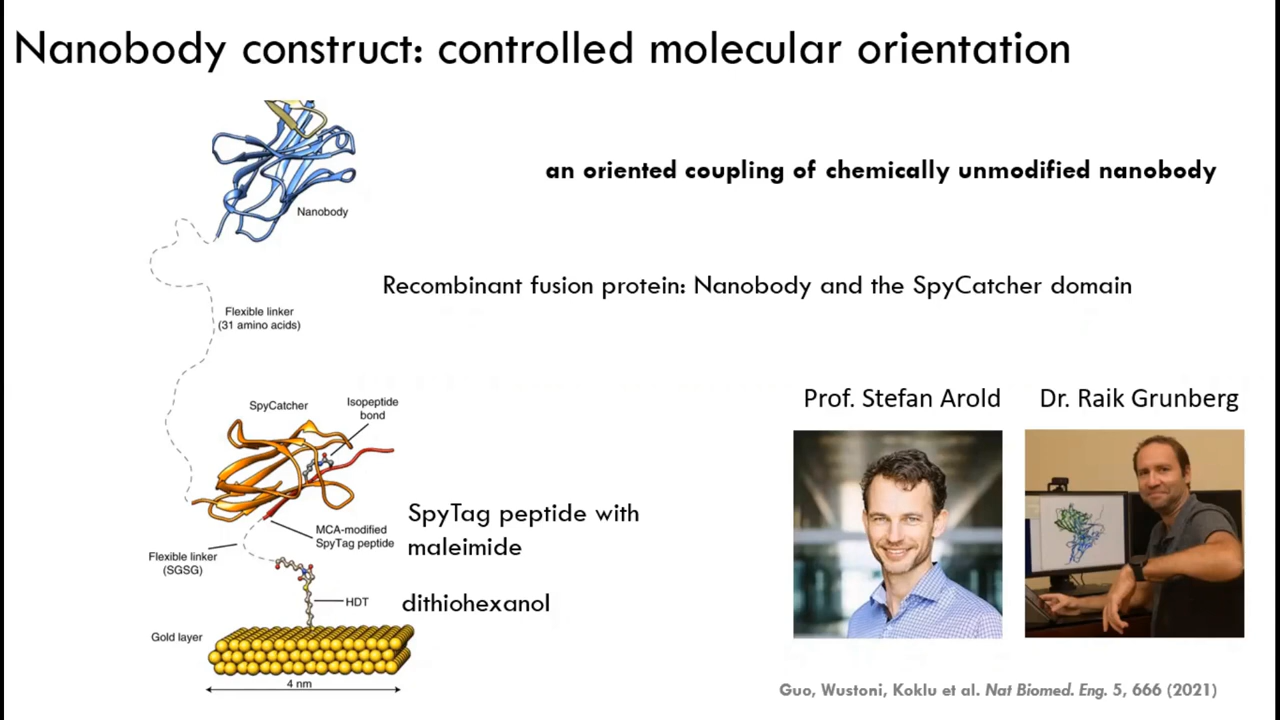 Nanobody construct: controlled molecular orientation
an oriented coupling of chemically unmodified nanobody
Nanobody
Recombinant fusion protein: Nanobody and the SpyCatcher domain
Flexible linker
(31 amino acids)
SpyCatcher
Isopeptide
bond
Prof. Stefan Arold
Dr. Raik Grunberg
MCA-modified
SpyTag peptide
SpyTag peptide with
maleimide
Flexible linker
(SGSG)
HDT
dithiohexanol
Gold layer
4 nm
Guo, Wustoni, Koklu et al. Nat Biomed. Eng. 5, 666 (2021)